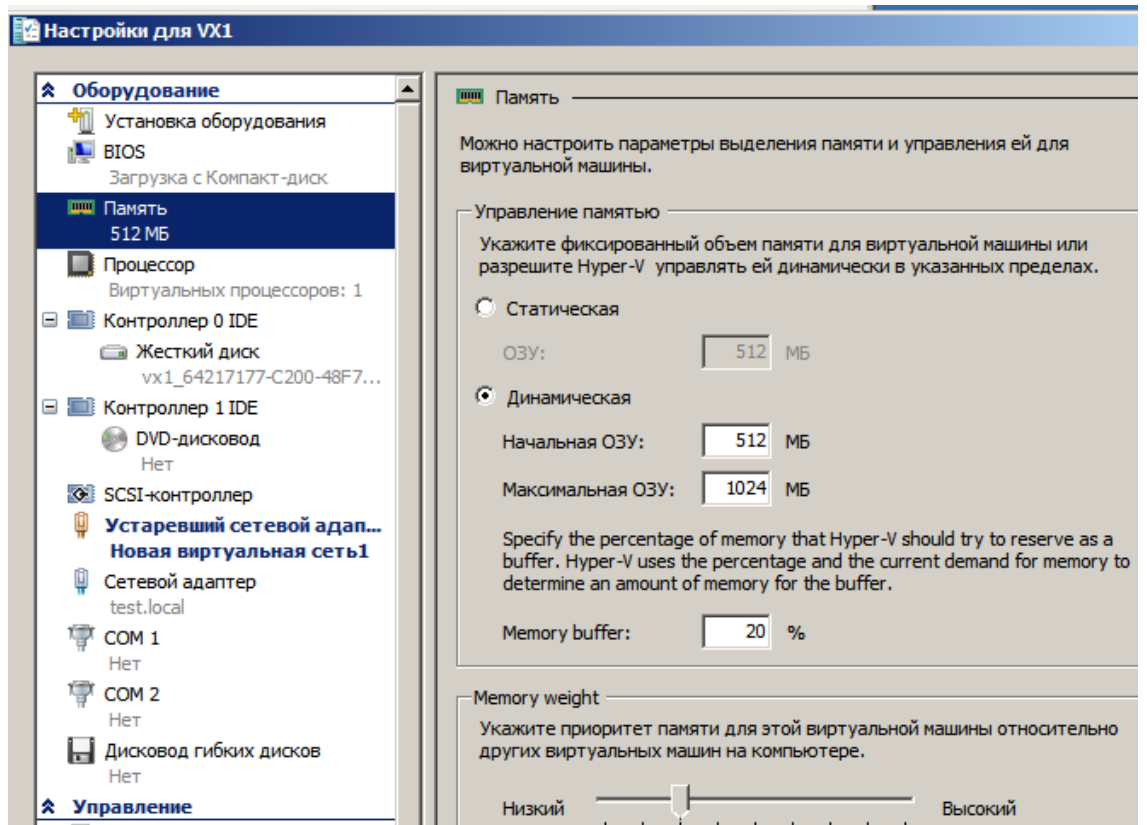 Настройки для VX1
Оборудование
Установка оборудования
BIOS
Загрузка с Компакт-диск
Память
512 МБ
Процессор
Виртуальных процессоров: 1
Контроллер 0 IDE
Жесткий диск
vx1_64217177-C200-48F7...
Контроллер 1 IDE
DVD-дисковод
Нет
SCSI-контроллер
Устаревший сетевой адап...
Новая виртуальная сеть1
Сетевой адаптер
test.local
COM 1
Нет
COM 2
Нет
Дисковод гибких дисков
Нет
Управление
Память
Можно настроить параметры выделения памяти и управления ей для
виртуальной машины.
Управление памятью
Укажите фиксированный объем памяти для виртуальной машины или
разрешите Hyper-V управлять ей динамически в указанных пределах.
Статическая
ОЗУ: 512 МБ
Динамическая
Начальная ОЗУ: 512 МБ
Максимальная ОЗУ: 1024 МБ
Specify the percentage of memory that Hyper-V should try to reserve as a
buffer. Hyper-V uses the percentage and the current demand for memory to
determine an amount of memory for the buffer.
Memory buffer: 20 %
Memory weight
Укажите приоритет памяти для этой виртуальной машины относительно
других виртуальных машин на компьютере.
Низкий Высокий